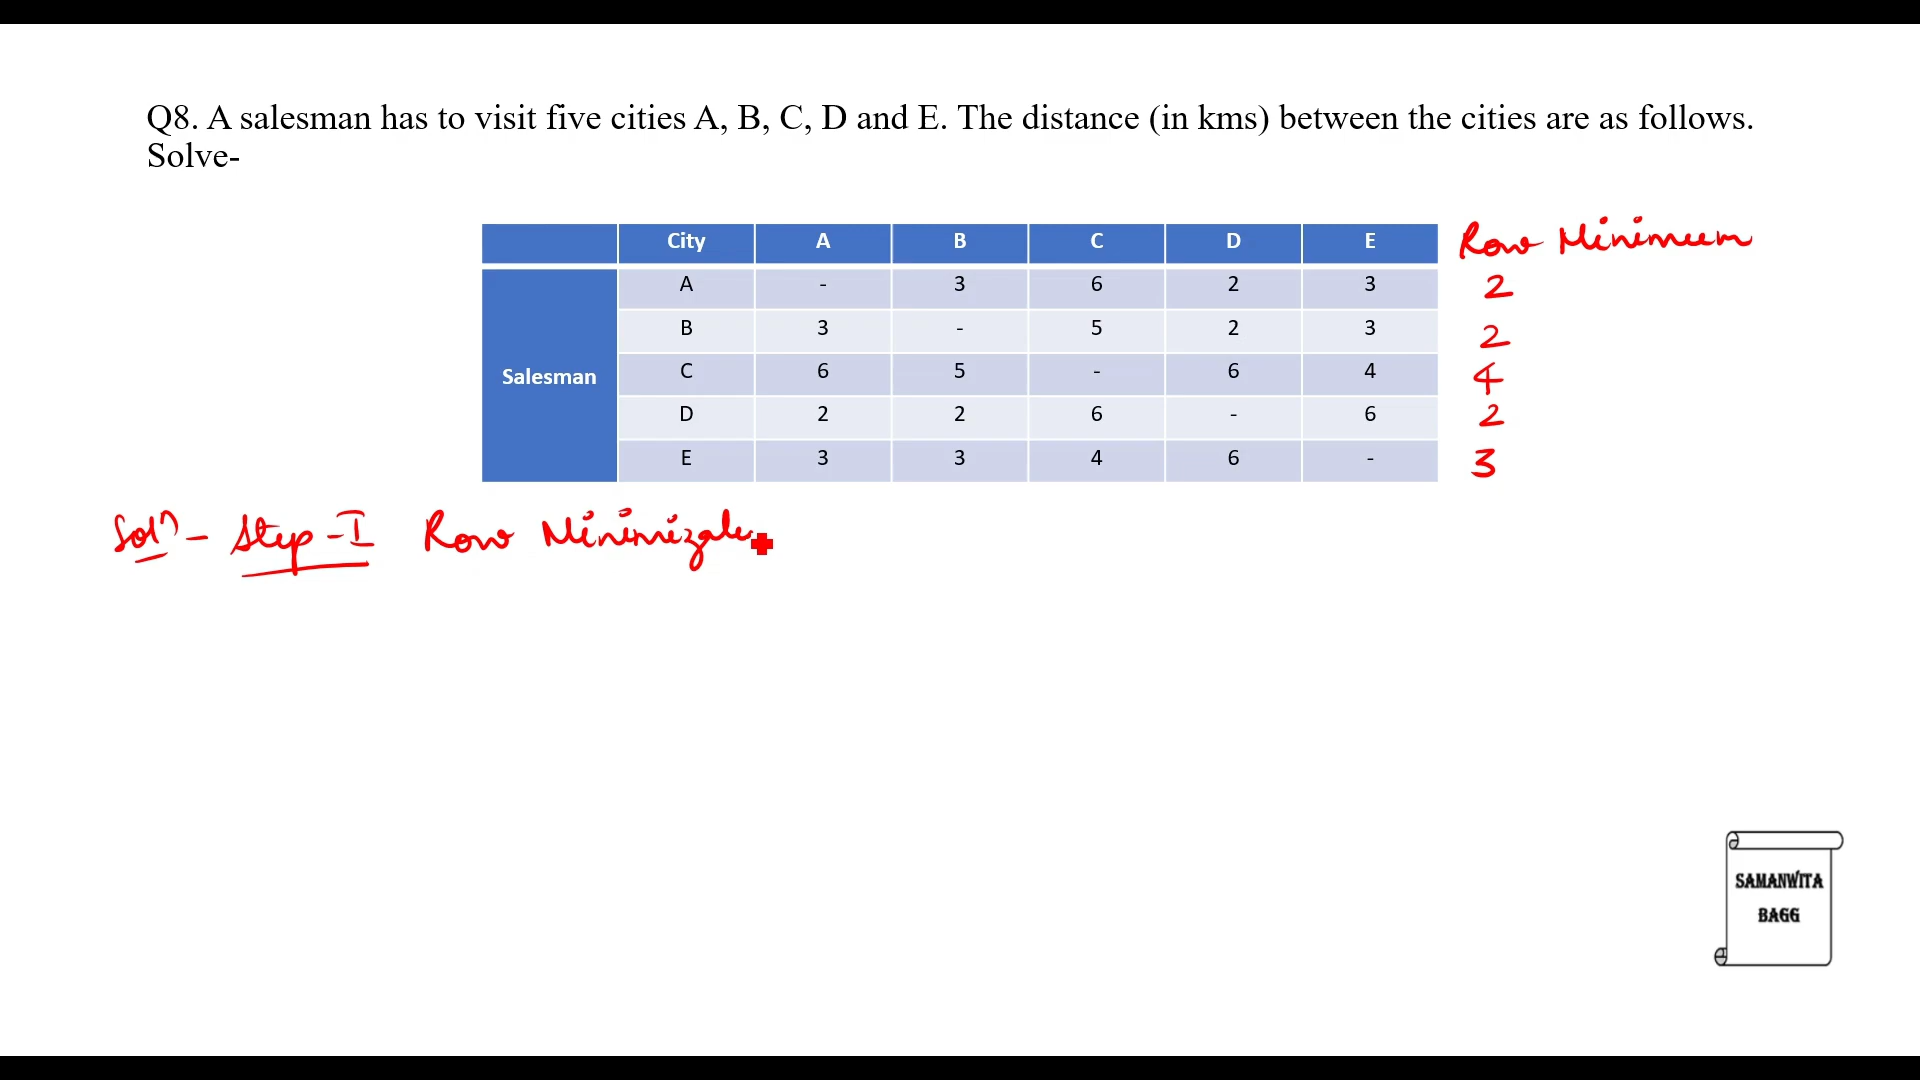 Q8. A salesman has to visit five cities A, B, C, D and E. The distance (in kms) between the cities are as follows.
Solve-
City A B C D E Row Minimum
A - 3 6 2 3 2
B 3 - 5 2 3 2
Salesman
C 6 5 - 6 4 4
D 2 2 6 - 6 2
E 3 3 4 6 - 3
Solⁿ - Step-I Row
SAMANWITA
BAGG